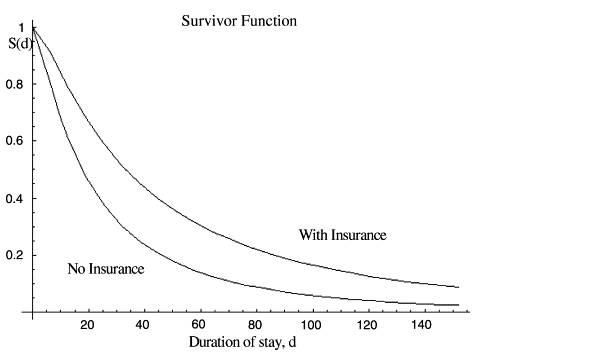 Survivor Function
1
S(d)
0.8
0.6
0.4
With Insurance
0.2
No Insurance
20 40 60 80 100 120 140
Duration of stay, d